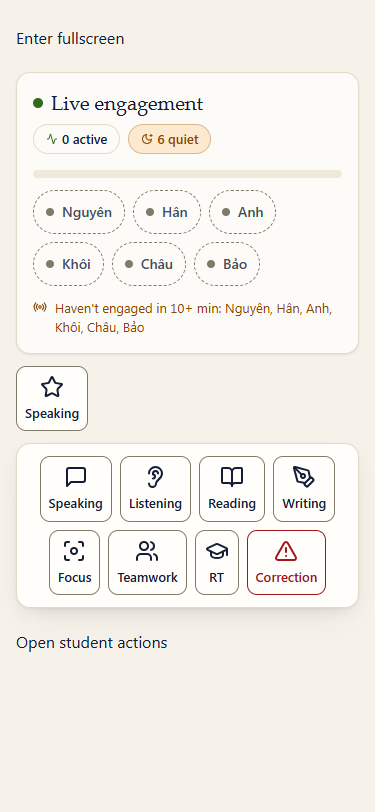 Enter fullscreen
Live engagement
0 active
6 quiet
Nguyên
Hân
Anh
Khôi
Châu
Bảo
Haven't engaged in 10+ min: Nguyên, Hân, Anh,
Khôi, Châu, Bảo
Speaking
Speaking
Listening
Reading
Writing
Focus
Teamwork
RT
Correction
Open student actions